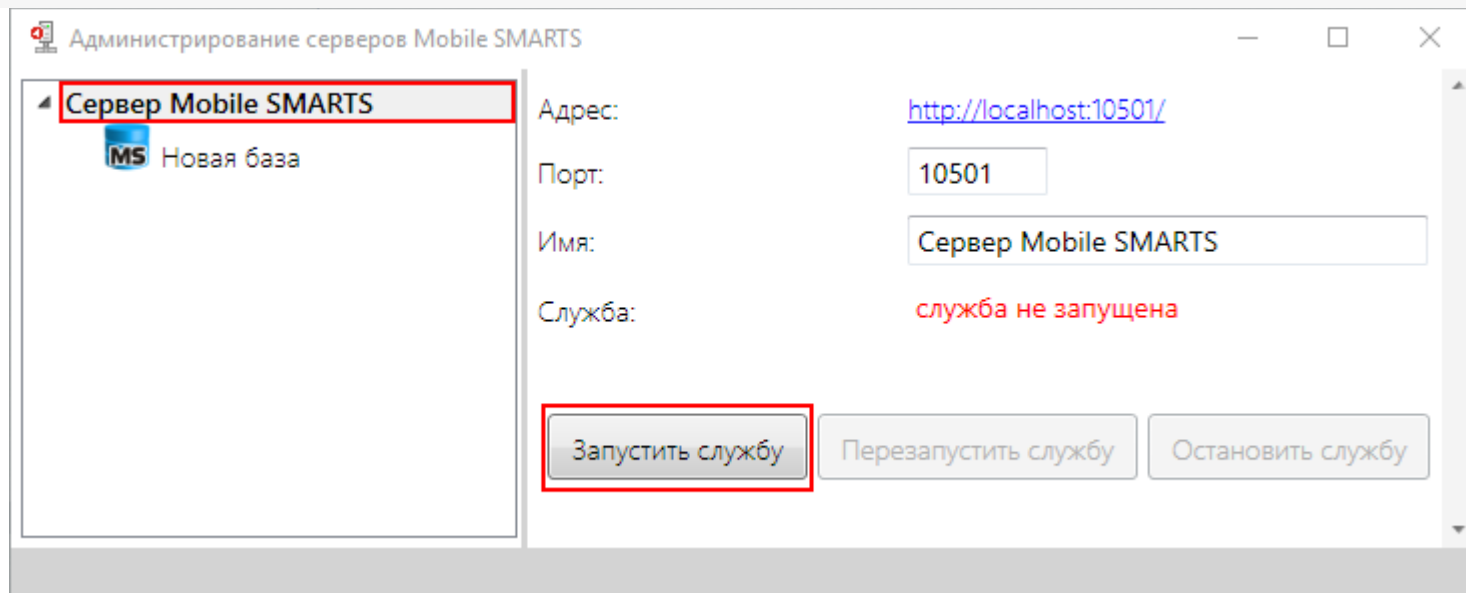 Администрирование серверов Mobile SMARTS
Сервер Mobile SMARTS
MS Новая база
Адрес: http://localhost:10501/
Порт: 10501
Имя: Сервер Mobile SMARTS
Служба: служба не запущена
Запустить службу Перезапустить службу Остановить службу